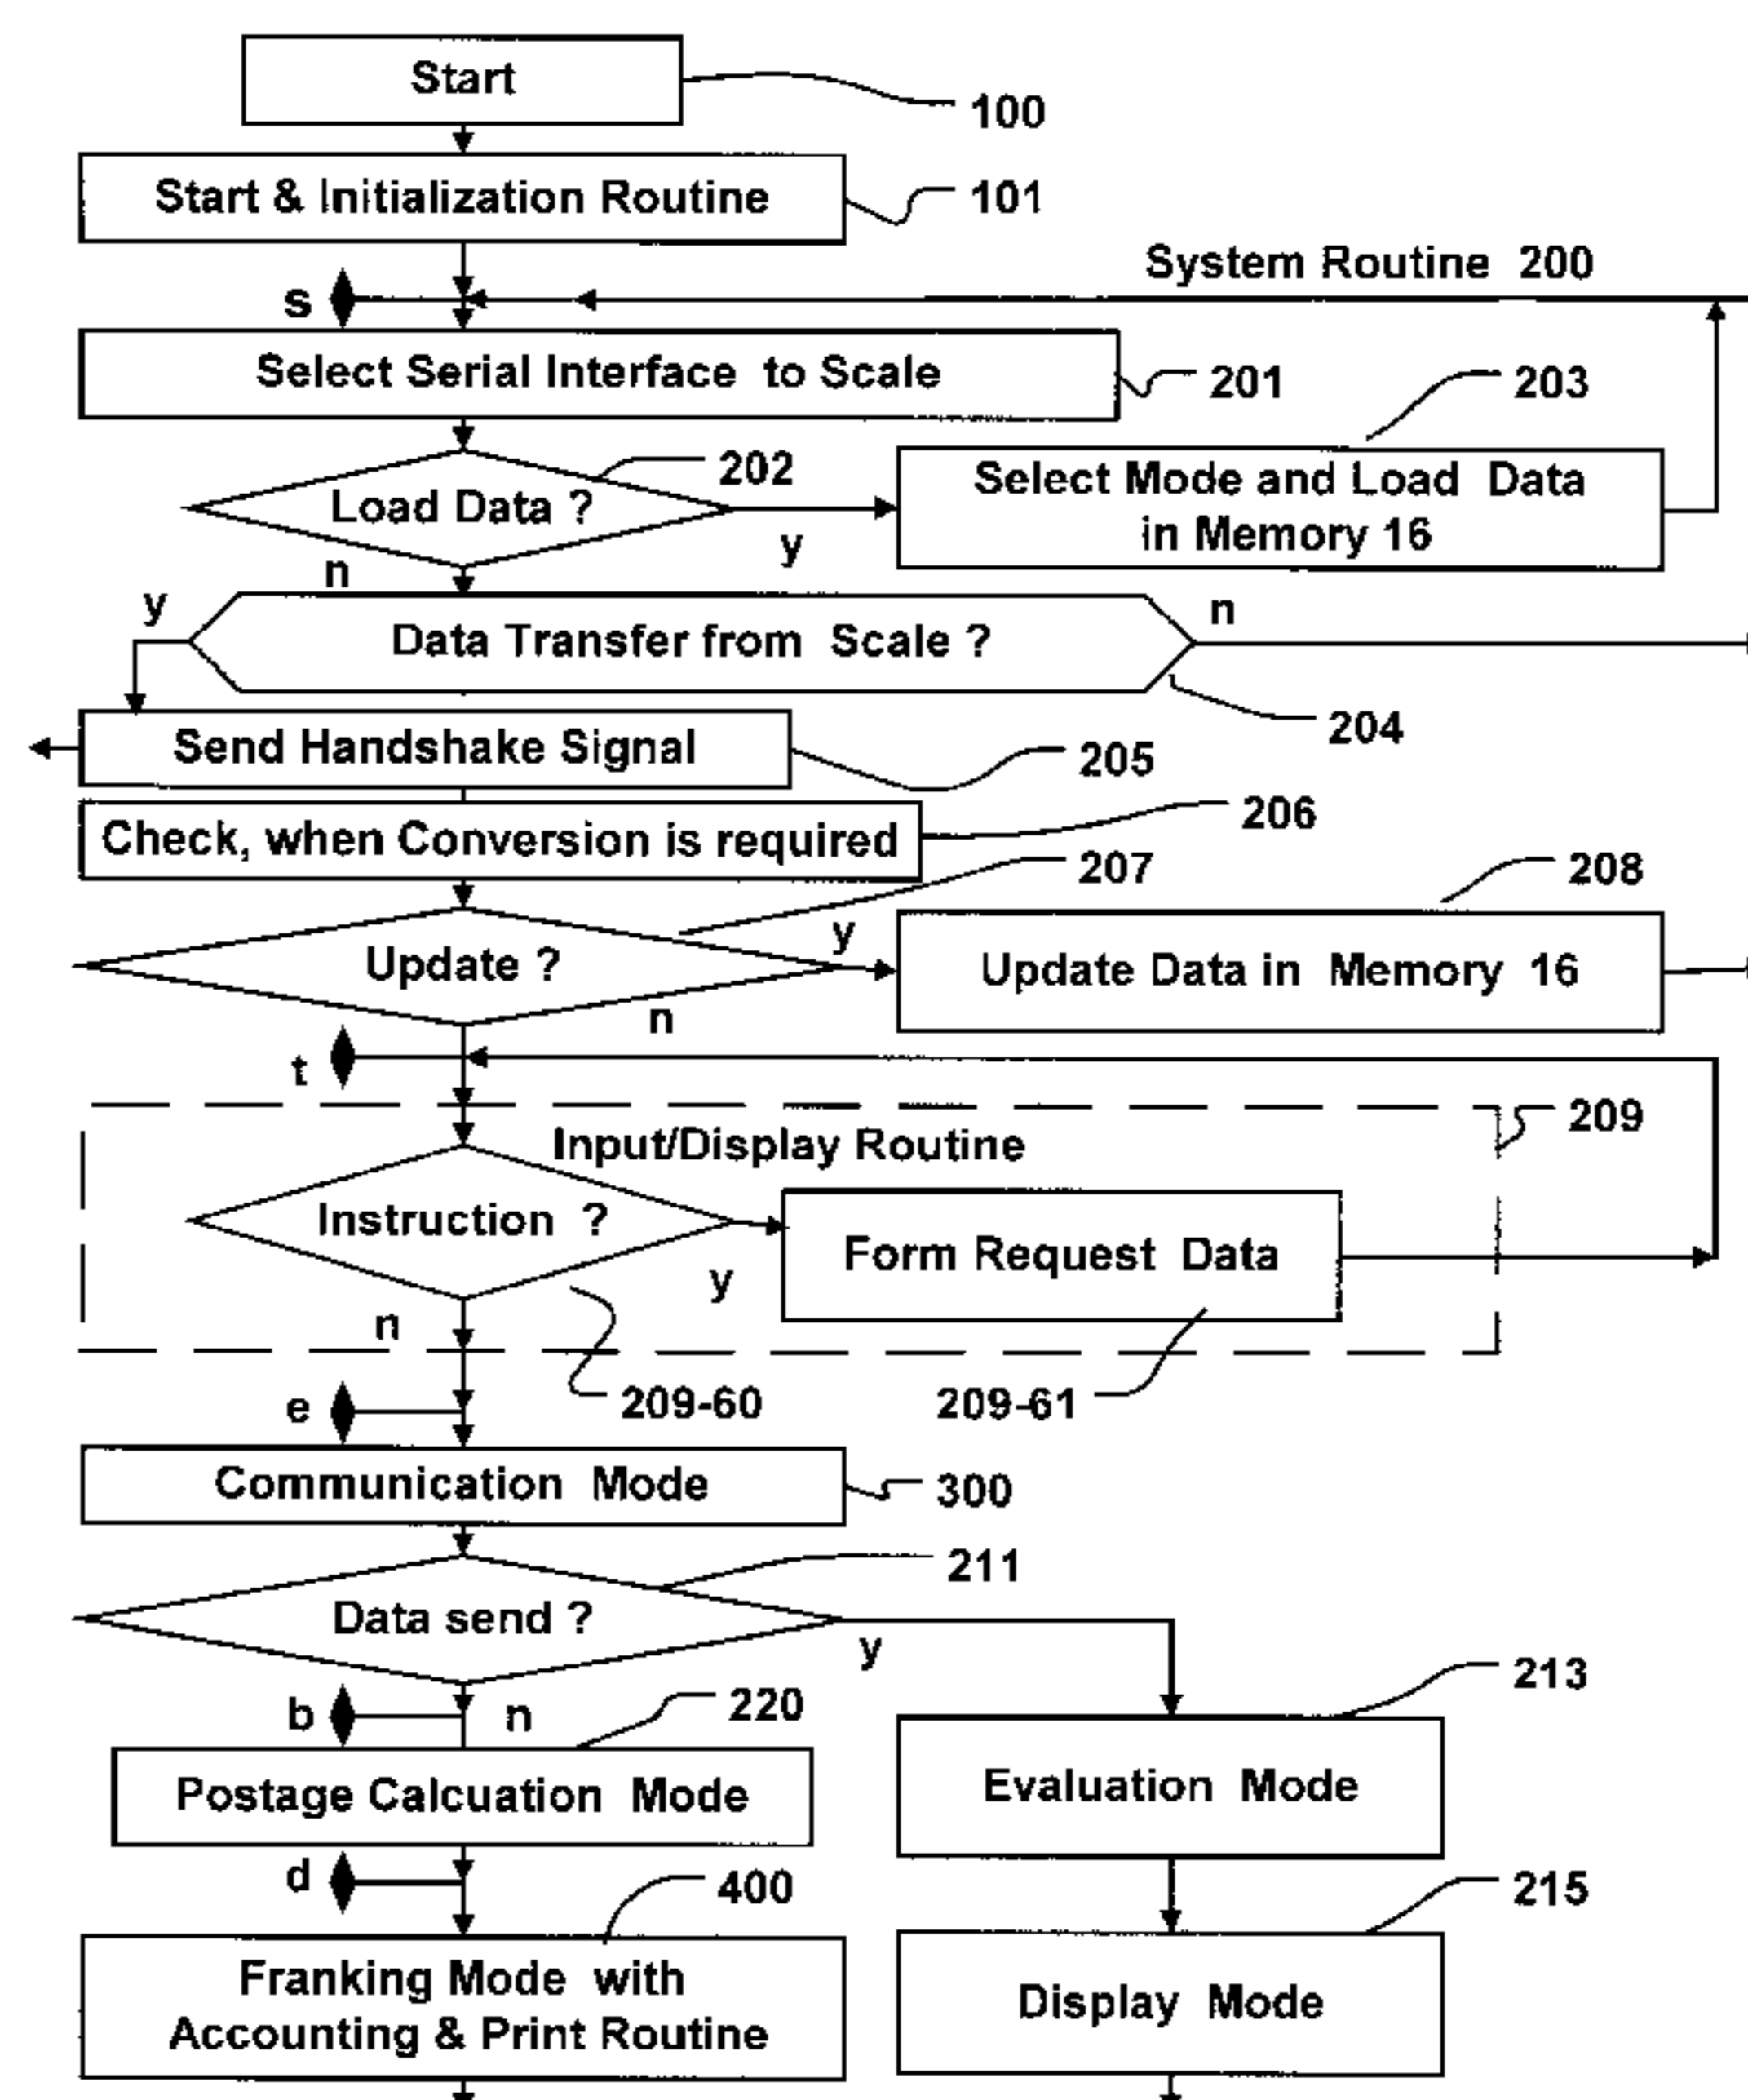 Start
100
Start & Initialization Routine
101
System Routine 200
s
Select Serial Interface to Scale
201
203
202
Load Data ?
Select Mode and Load Data
in Memory 16
y
n
y
n
Data Transfer from Scale ?
204
Send Handshake Signal
205
206
Check, when Conversion is required
207
208
y
Update ?
Update Data in Memory 16
n
t
209
Input/Display Routine
Instruction ?
Form Request Data
y
n
209-60
209-61
e
Communication Mode
300
211
Data send ?
y
213
220
b
n
Evaluation Mode
Postage Calcuation Mode
d
400
215
Franking Mode with
Accounting & Print Routine
Display Mode